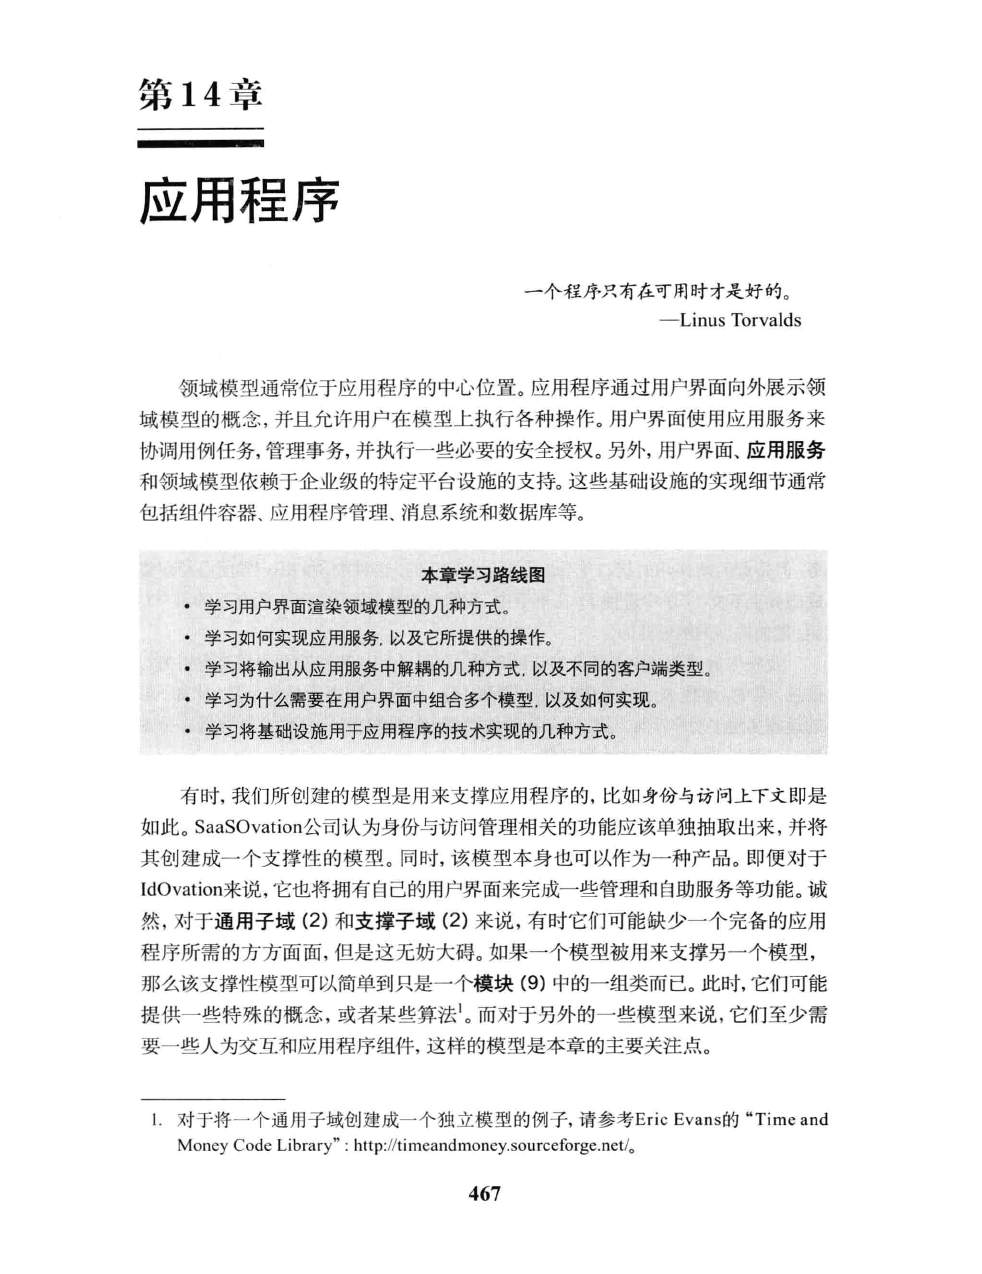 第14章
应用程序
一个程序只有在可用时才是好的。
—Linus Torvalds
领域模型通常位于应用程序的中心位置。应用程序通过用户界面向外展示领
域模型的概念, 并且允许用户在模型上执行各种操作。用户界面使用应用服务来
协调用例任务, 管理事务, 并执行一些必要的安全授权。另外, 用户界面、应用服务
和领域模型依赖于企业级的特定平台设施的支持。这些基础设施的实现细节通常
包括组件容器、应用程序管理、消息系统和数据库等。
本章学习路线图
• 学习用户界面渲染领域模型的几种方式。
• 学习如何实现应用服务, 以及它所提供的操作。
• 学习将输出从应用服务中解耦的几种方式, 以及不同的客户端类型。
• 学习为什么需要在用户界面中组合多个模型, 以及如何实现。
• 学习将基础设施用于应用程序的技术实现的几种方式。
有时, 我们所创建的模型是用来支撑应用程序的, 比如身份与访问上下文即是
如此。SaaSOvation公司认为身份与访问管理相关的功能应该单独抽取出来, 并将
其创建成一个支撑性的模型。同时, 该模型本身也可以作为一种产品。即便对于
IdOvation来说, 它也将拥有自己的用户界面来完成一些管理和自助服务等功能。诚
然, 对于通用子域 (2) 和支撑子域 (2) 来说, 有时它们可能缺少一个完备的应用
程序所需的方方面面, 但是这无妨大碍。如果一个模型被用来支撑另一个模型,
那么该支撑性模型可以简单到只是一个模块 (9) 中的一组类而已。此时, 它们可能
提供一些特殊的概念, 或者某些算法1。而对于另外的一些模型来说, 它们至少需
要一些人为交互和应用程序组件, 这样的模型是本章的主要关注点。
1. 对于将一个通用子域创建成一个独立模型的例子, 请参考Eric Evans的 “Time and
Money Code Library” : http://timeandmoney.sourceforge.net/。
467